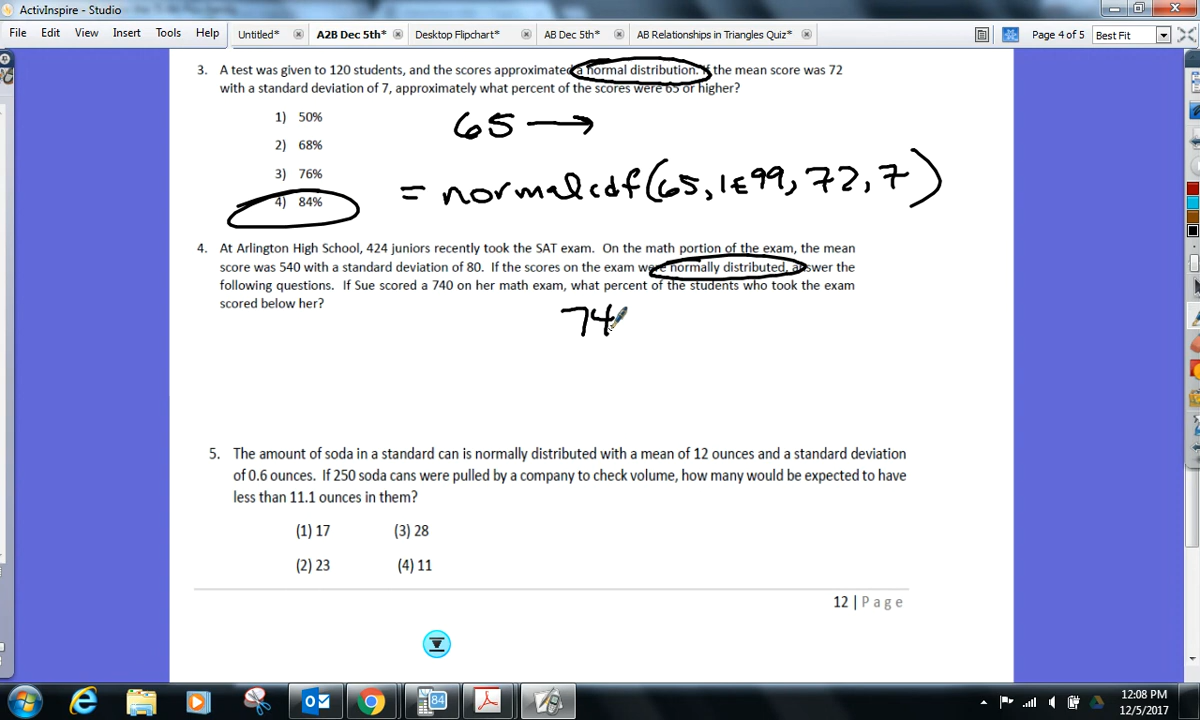 ActivInspire - Studio
File Edit View Insert Tools Help
Untitled* A2B Dec 5th* Desktop Flipchart* AB Dec 5th* AB Relationships in Triangles Quiz* Page 4 of 5 Best Fit
3. A test was given to 120 students, and the scores approximated a normal distribution. If the mean score was 72
with a standard deviation of 7, approximately what percent of the scores were 65 or higher?
1) 50%
65 →
2) 68%
3) 76%
= normalcdf(65, 1E99, 72, 7)
4) 84%
4. At Arlington High School, 424 juniors recently took the SAT exam. On the math portion of the exam, the mean
score was 540 with a standard deviation of 80. If the scores on the exam were normally distributed, answer the
following questions. If Sue scored a 740 on her math exam, what percent of the students who took the exam
scored below her?
74
5. The amount of soda in a standard can is normally distributed with a mean of 12 ounces and a standard deviation
of 0.6 ounces. If 250 soda cans were pulled by a company to check volume, how many would be expected to have
less than 11.1 ounces in them?
(1) 17 (3) 28
(2) 23 (4) 11
12 | Page
84
12:08 PM
12/5/2017